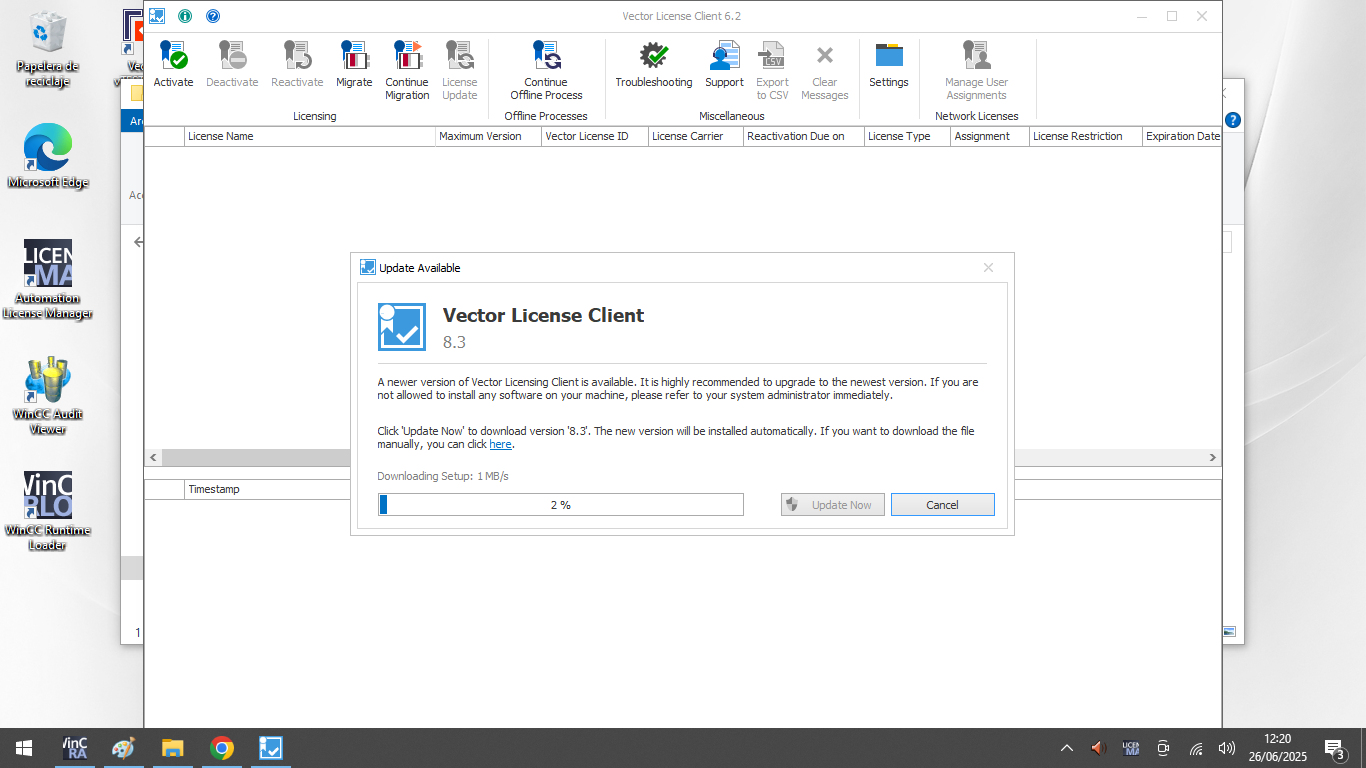 Papelera de
reciclaje
Microsoft Edge
LICEN
MA
Automation
License Manager
WinCC Audit
Viewer
WinCC Runtime
Loader
Vector License Client 6.2
Activate
Deactivate
Reactivate
Migrate
Continue
Migration
License
Update
Continue
Offline Process
Troubleshooting
Support
CSV
Export
to CSV
Clear
Messages
Settings
Manage User
Assignments
Licensing
Offline Processes
Miscellaneous
Network Licenses
License Name
Maximum Version
Vector License ID
License Carrier
Reactivation Due on
License Type
Assignment
License Restriction
Expiration Date
Update Available
Vector License Client
8.3
A newer version of Vector Licensing Client is available. It is highly recommended to upgrade to the newest version. If you are
not allowed to install any software on your machine, please refer to your system administrator immediately.
Click 'Update Now' to download version '8.3'. The new version will be installed automatically. If you want to download the file
manually, you can click here.
Downloading Setup: 1 MB/s
2 %
Update Now
Cancel
Timestamp
1
12:20
26/06/2025
3